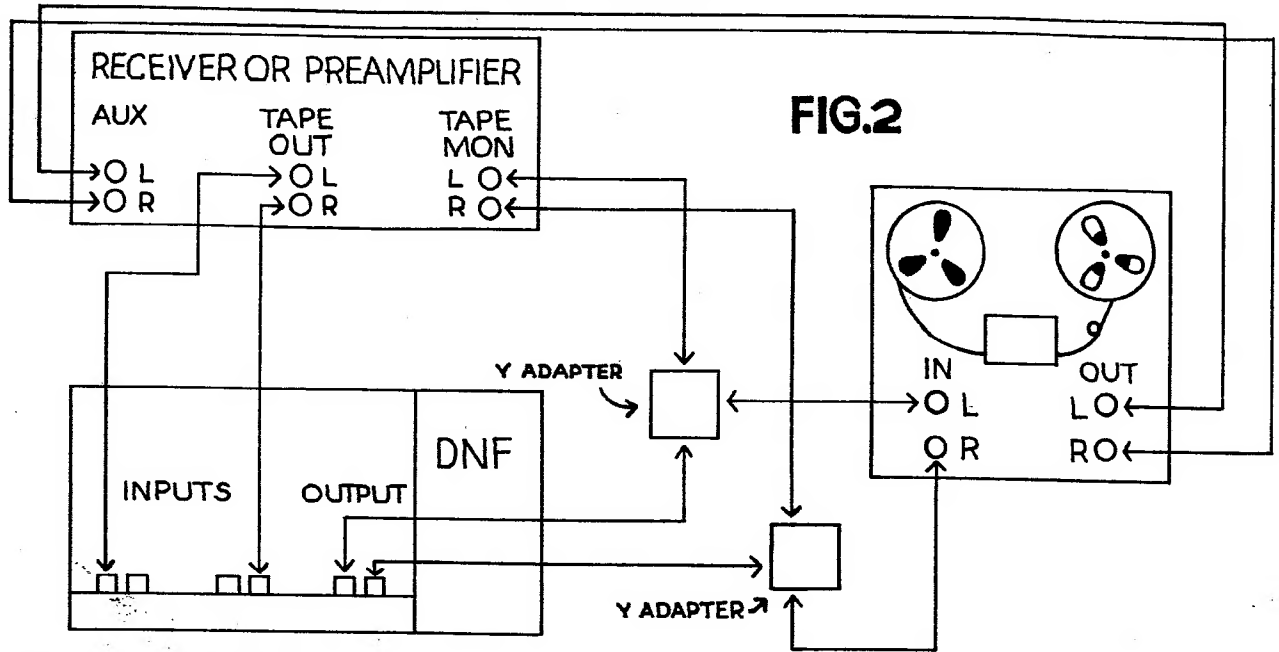 RECEIVER OR PREAMPLIFIER
AUX
TAPE
OUT
TAPE
MON
L
R
L
R
L
R
FIG.2
IN
OUT
L
R
L
R
Y ADAPTER
DNF
INPUTS
OUTPUT
Y ADAPTER